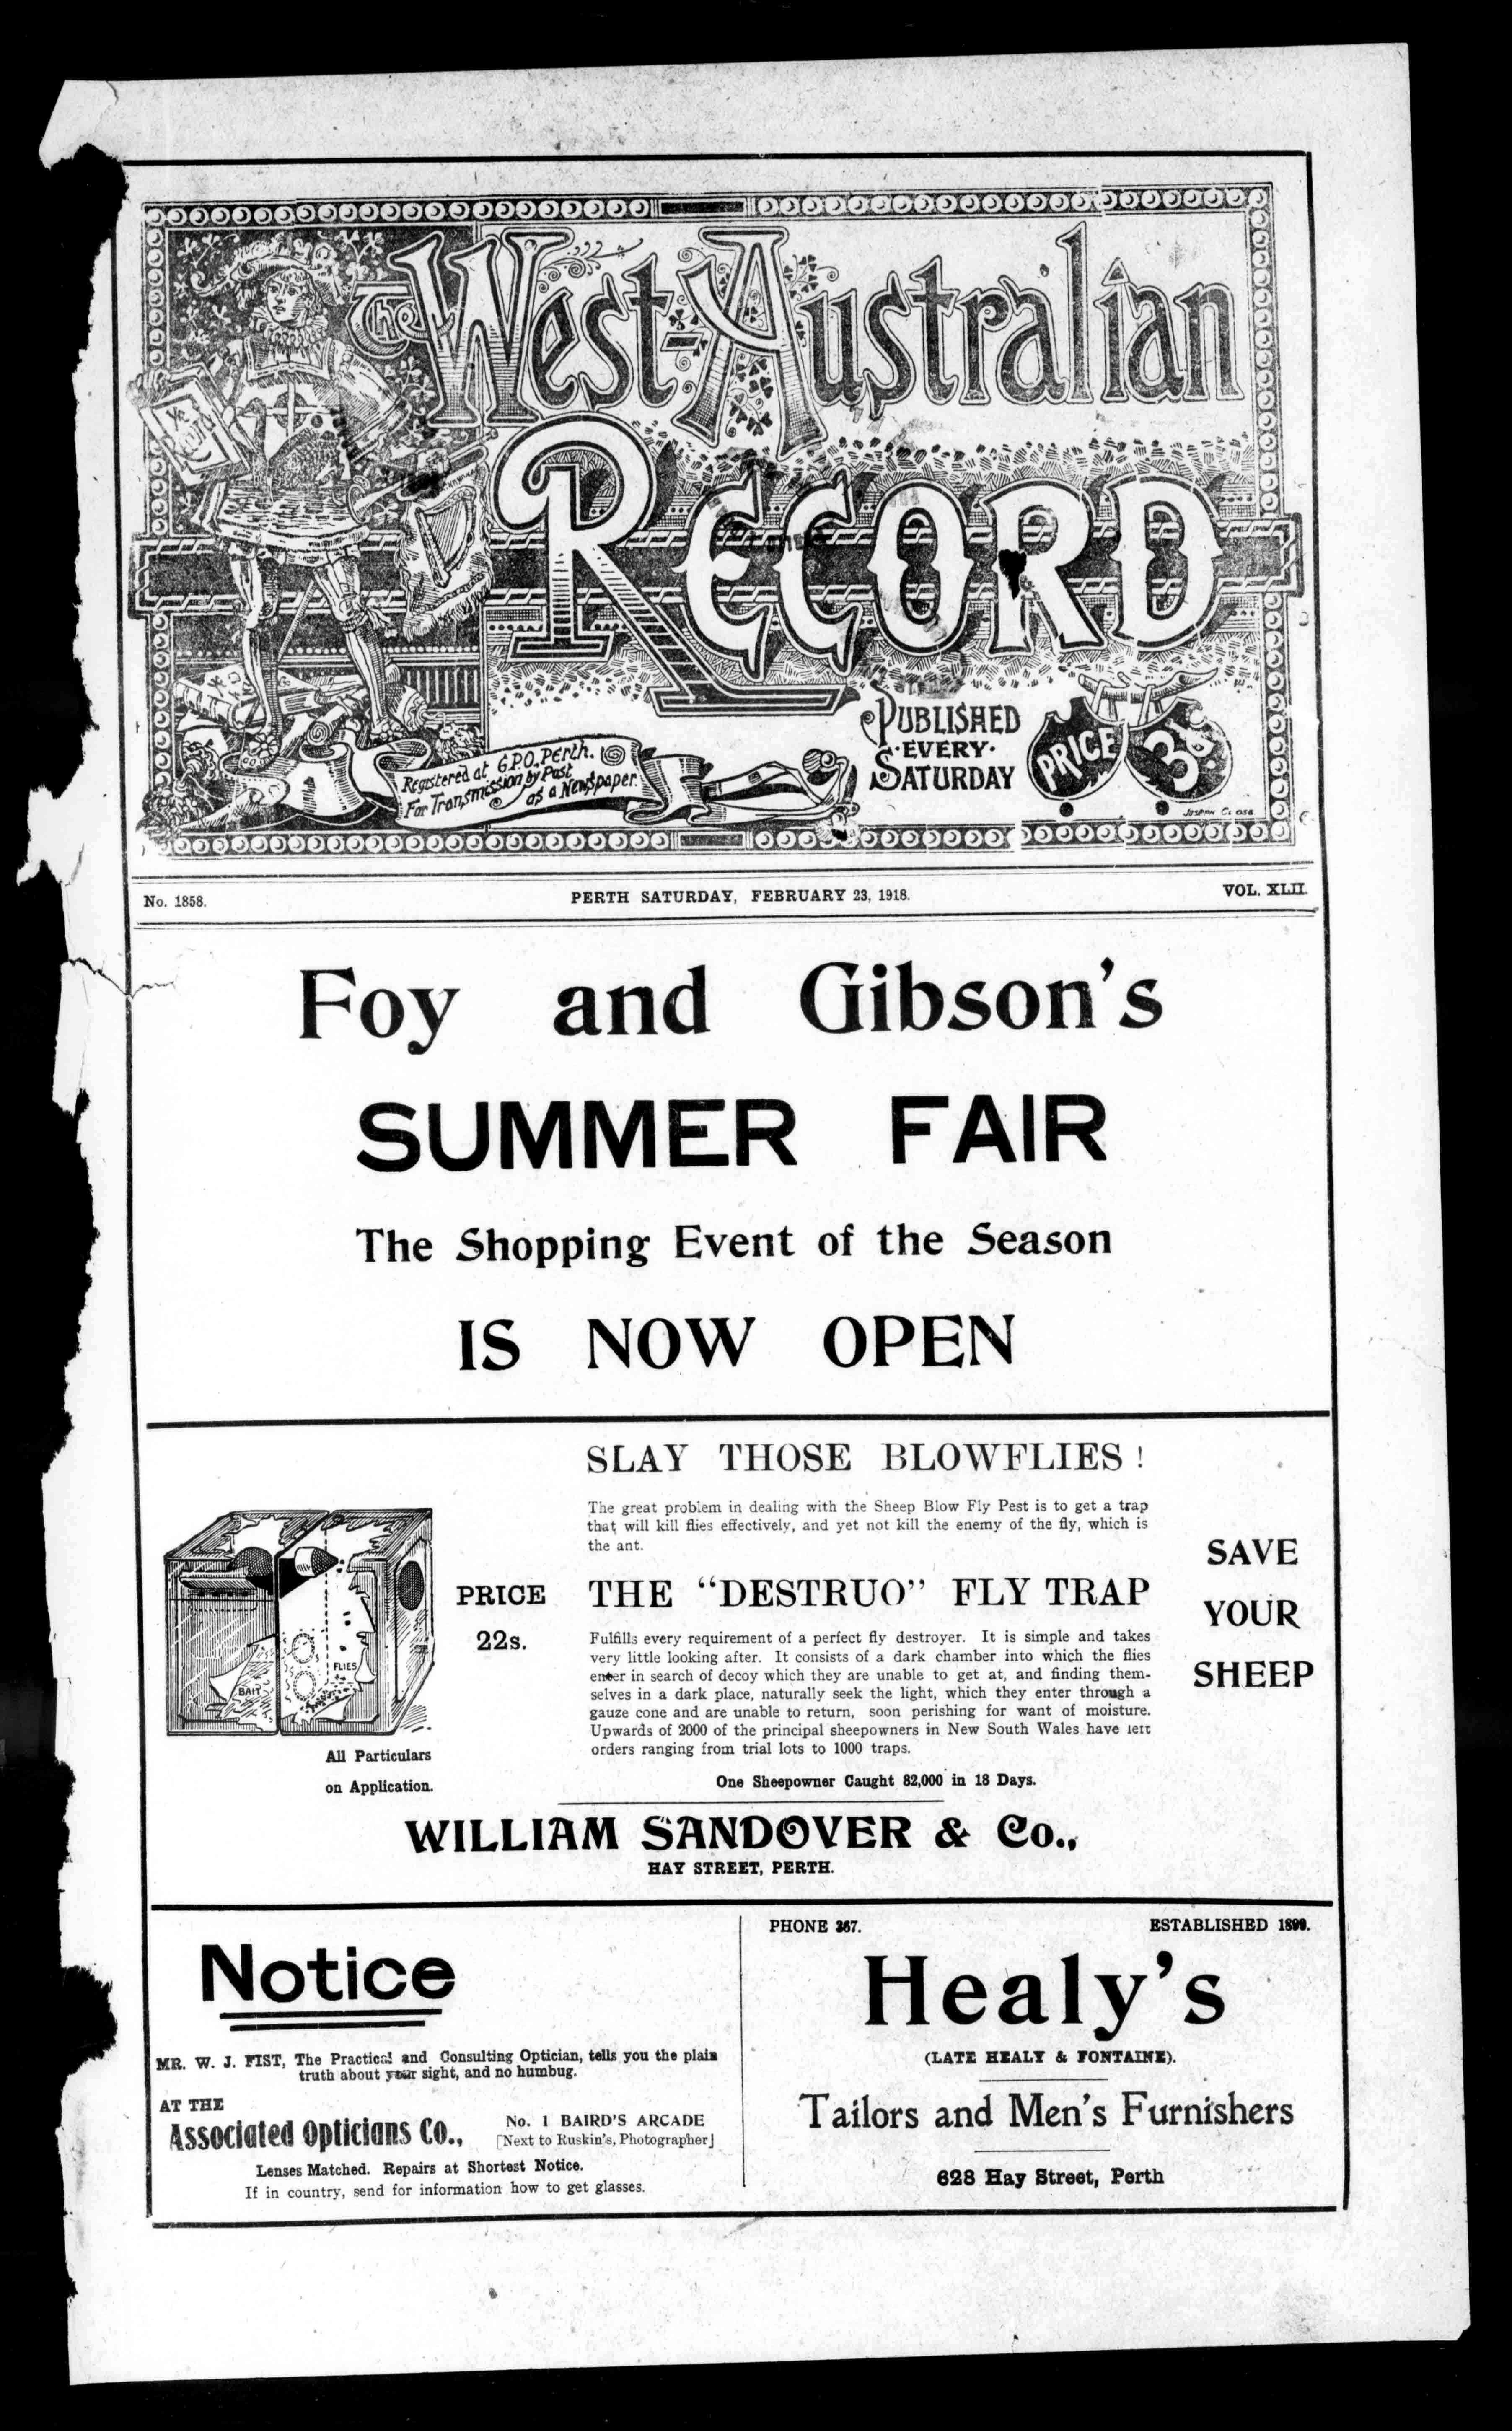 The West-Australian
RECORD
PUBLISHED
EVERY
SATURDAY
PRICE 3d.
Registered at G.P.O. Perth.
For Transmission by Post
as a Newspaper.
No. 1858.
PERTH SATURDAY, FEBRUARY 23, 1918.
VOL. XLII.
Foy and Gibson's
SUMMER FAIR
The Shopping Event of the Season
IS NOW OPEN
SLAY THOSE BLOWFLIES!
The great problem in dealing with the Sheep Blow Fly Pest is to get a trap
that will kill flies effectively, and yet not kill the enemy of the fly, which is
the ant.
THE "DESTRUO" FLY TRAP
Fulfills every requirement of a perfect fly destroyer. It is simple and takes
very little looking after. It consists of a dark chamber into which the flies
enter in search of decoy which they are unable to get at, and finding them-
selves in a dark place, naturally seek the light, which they enter through a
gauze cone and are unable to return, soon perishing for want of moisture.
Upwards of 2000 of the principal sheepowners in New South Wales have left
orders ranging from trial lots to 1000 traps.
One Sheepowner Caught 82,000 in 18 Days.
PRICE
22s.
BAIT
FLIES
All Particulars
on Application.
SAVE
YOUR
SHEEP
WILLIAM SANDOVER & Co.,
HAY STREET, PERTH.
Notice
MR. W. J. FIST, The Practical and Consulting Optician, tells you the plain
truth about your sight, and no humbug.
AT THE
Associated Opticians Co.,
No. 1 BAIRD'S ARCADE
[Next to Ruskin's, Photographer]
Lenses Matched. Repairs at Shortest Notice.
If in country, send for information how to get glasses.
PHONE 367.
ESTABLISHED
Healy's
(LATE HEALY & FONTAINE).
Tailors and Men's Furnishers
628 Hay Street, Perth